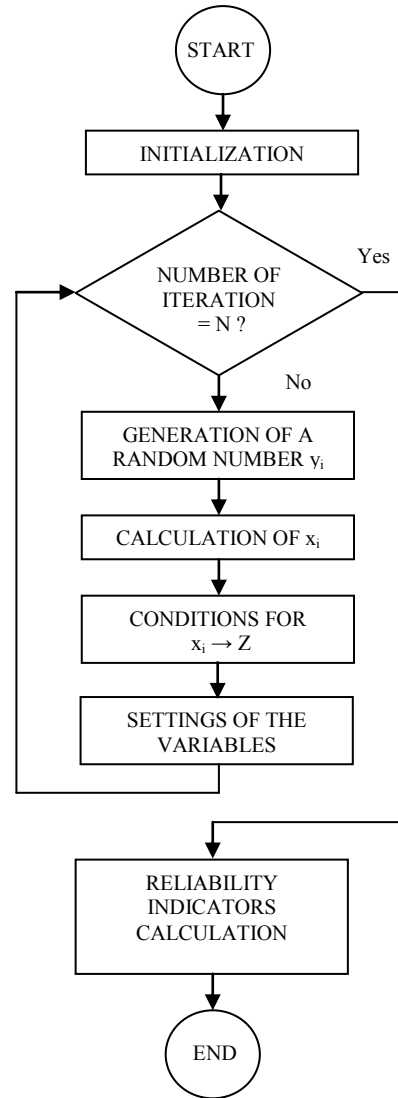 START
INITIALIZATION
Yes
NUMBER OF
ITERATION
= N ?
No
GENERATION OF A
RANDOM NUMBER yᵢ
CALCULATION OF xᵢ
CONDITIONS FOR
xᵢ → Z
SETTINGS OF THE
VARIABLES
RELIABILITY
INDICATORS
CALCULATION
END